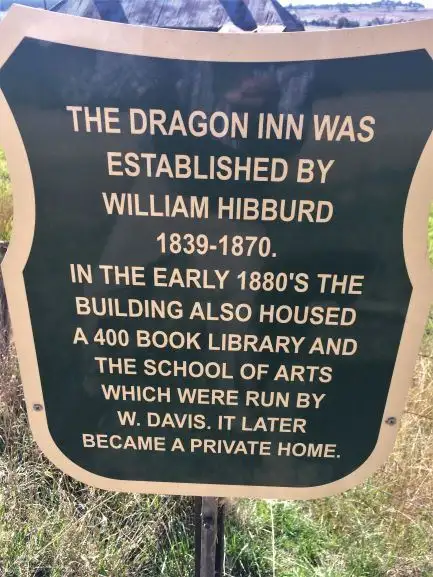 THE DRAGON INN WAS
ESTABLISHED BY
WILLIAM HIBBURD
1839-1870.
IN THE EARLY 1880'S THE
BUILDING ALSO HOUSED
A 400 BOOK LIBRARY AND
THE SCHOOL OF ARTS
WHICH WERE RUN BY
W. DAVIS. IT LATER
BECAME A PRIVATE HOME.